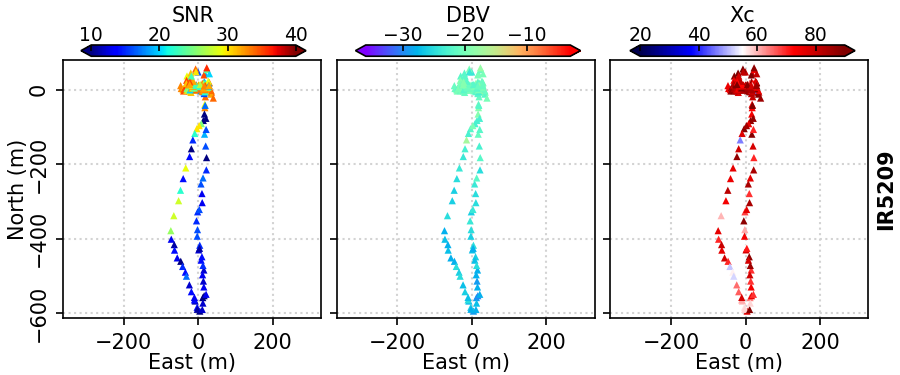 SNR DBV Xc
10 20 30 40 −30 −20 −10 20 40 60 80
North (m)
0
−200
−400
−600
IR5209
−200 0 200 −200 0 200 −200 0 200
East (m) East (m) East (m)